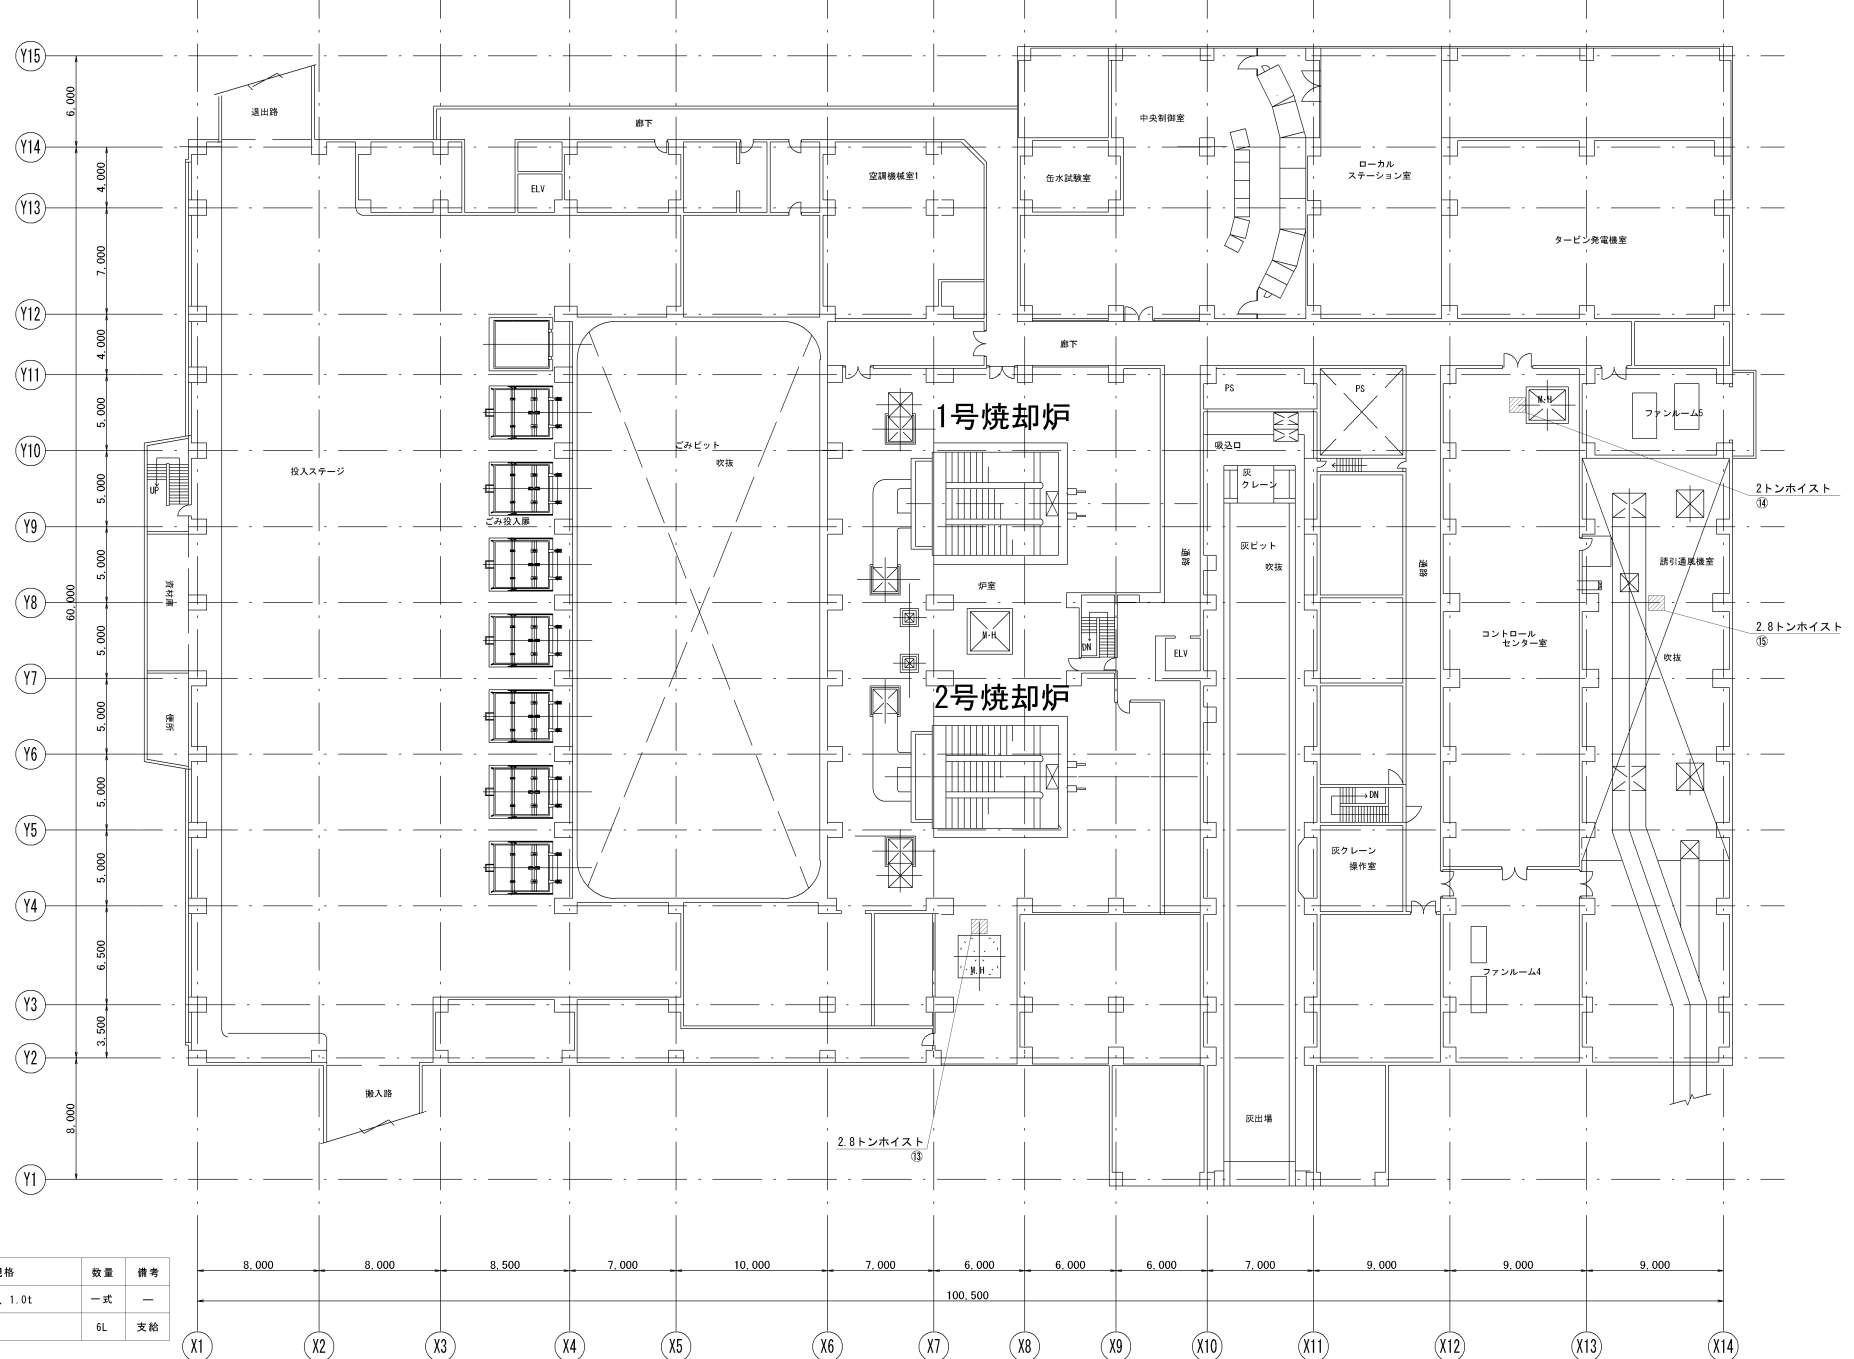 Y15
6,000
退出路
廊下
中央制御室
Y14
4,000
ELV
空調機械室1
缶水試験室
ローカル
ステーション室
Y13
7,000
タービン発電機室
Y12
4,000
廊下
Y11
5,000
1号焼却炉
PS
PS
M-H
ファンルーム5
Y10
投入ステージ
ごみピット
吹抜
吸込口
灰
クレーン
5,000
UP
2トンホイスト
⑭
Y9
ごみ投入扉
5,000
灰ピット
吹抜
通路
通路
誘引通風機室
炉室
資材庫
60,000
Y8
5,000
M-H
DN
ELV
コントロール
センター室
2.8トンホイスト
⑮
吹抜
Y7
2号焼却炉
5,000
便所
Y6
5,000
DN
Y5
5,000
灰クレーン
操作室
Y4
6,500
M.H
ファンルーム4
Y3
3,500
Y2
搬入路
8,000
灰出場
2.8トンホイスト
⑬
Y1
格
数量
備考
1.0t
一式
―
6L
支給
8,000
8,000
8,500
7,000
10,000
7,000
6,000
6,000
6,000
7,000
9,000
9,000
9,000
100,500
X1
X2
X3
X4
X5
X6
X7
X8
X9
X10
X11
X12
X13
X14